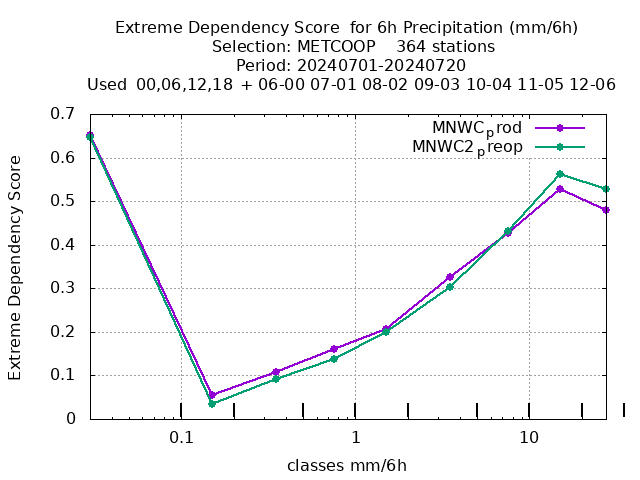 Extreme Dependency Score  for 6h Precipitation (mm/6h)
Selection: METCOOP    364 stations
Period: 20240701-20240720
Used  00,06,12,18 + 06-00 07-01 08-02 09-03 10-04 11-05 12-06
MNWCprod
MNWC2preop
0.7
0.6
0.5
0.4
0.3
0.2
0.1
0
Extreme Dependency Score
0.1 1 10
classes mm/6h